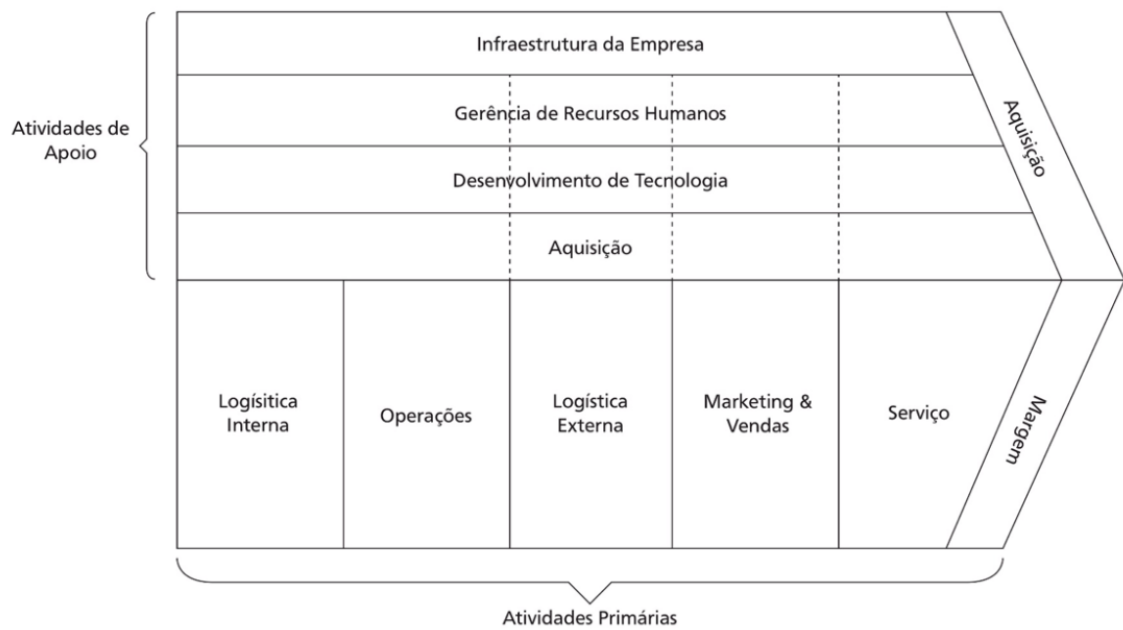 Infraestrutura da Empresa
Gerência de Recursos Humanos
Desenvolvimento de Tecnologia
Aquisição
Atividades de
Apoio
Aquisição
Logísitica
Interna
Operações
Logística
Externa
Marketing &
Vendas
Serviço
Margem
Atividades Primárias